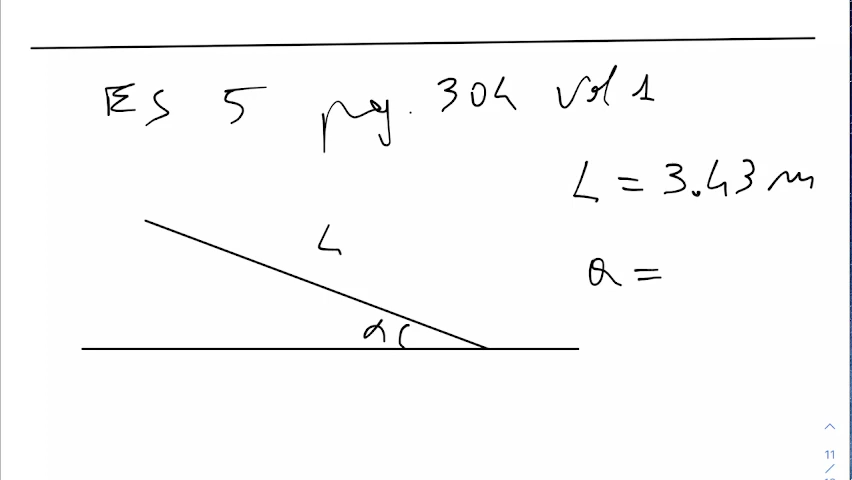 ES 5 pag. 304 vol 1
L = 3.43 m
L
a =
α
11
/